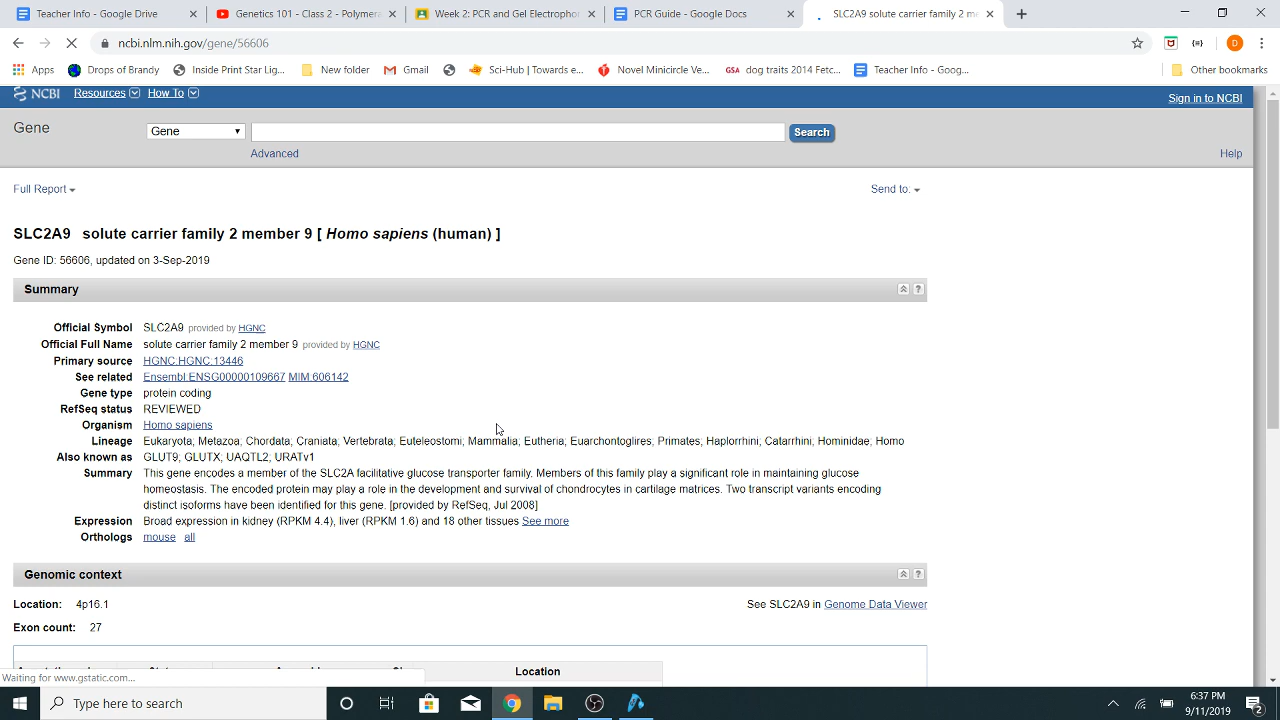 Teacher Info - Google Drive
Genetics 101 - Class 2 - Polymera
Week 2: PCR and Gel Electrophor
PCR Guide - Google Docs
SLC2A9 solute carrier family 2 me
ncbi.nlm.nih.gov/gene/56606
Apps
Drops of Brandy
Inside Print Star Lig...
New folder
Gmail
Sci-Hub | Towards e...
Novel Minicircle Ve...
GSA dog traits 2014 Fetc...
Teacher Info - Goog...
Other bookmarks
NCBI Resources How To
Sign in to NCBI
Gene
Gene
Search
Advanced
Help
Full Report
Send to:
SLC2A9 solute carrier family 2 member 9 [ Homo sapiens (human) ]
Gene ID: 56606, updated on 3-Sep-2019
Summary
Official Symbol SLC2A9 provided by HGNC
Official Full Name solute carrier family 2 member 9 provided by HGNC
Primary source HGNC:HGNC:13446
See related Ensembl:ENSG00000109667 MIM:606142
Gene type protein coding
RefSeq status REVIEWED
Organism Homo sapiens
Lineage Eukaryota; Metazoa; Chordata; Craniata; Vertebrata; Euteleostomi; Mammalia; Eutheria; Euarchontoglires; Primates; Haplorrhini; Catarrhini; Hominidae; Homo
Also known as GLUT9; GLUTX; UAQTL2; URATv1
Summary This gene encodes a member of the SLC2A facilitative glucose transporter family. Members of this family play a significant role in maintaining glucose
homeostasis. The encoded protein may play a role in the development and survival of chondrocytes in cartilage matrices. Two transcript variants encoding
distinct isoforms have been identified for this gene. [provided by RefSeq, Jul 2008]
Expression Broad expression in kidney (RPKM 4.4), liver (RPKM 1.6) and 18 other tissues See more
Orthologs mouse all
Genomic context
Location: 4p16.1
See SLC2A9 in Genome Data Viewer
Exon count: 27
Location
Waiting for www.gstatic.com...
Type here to search
6:37 PM
9/11/2019
2